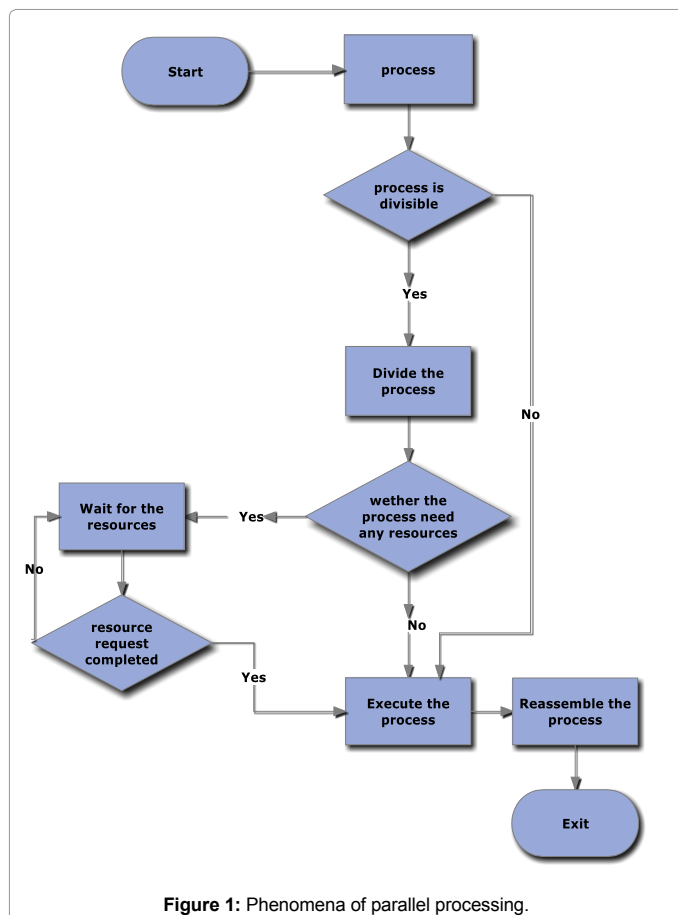 Start
process
process is
divisible
Yes
No
Divide the
process
wether the
process need
any resources
Yes
Wait for the
resources
No
resource
request
completed
Yes
No
Execute the
process
Reassemble the
process
Exit
Figure 1: Phenomena of parallel processing.